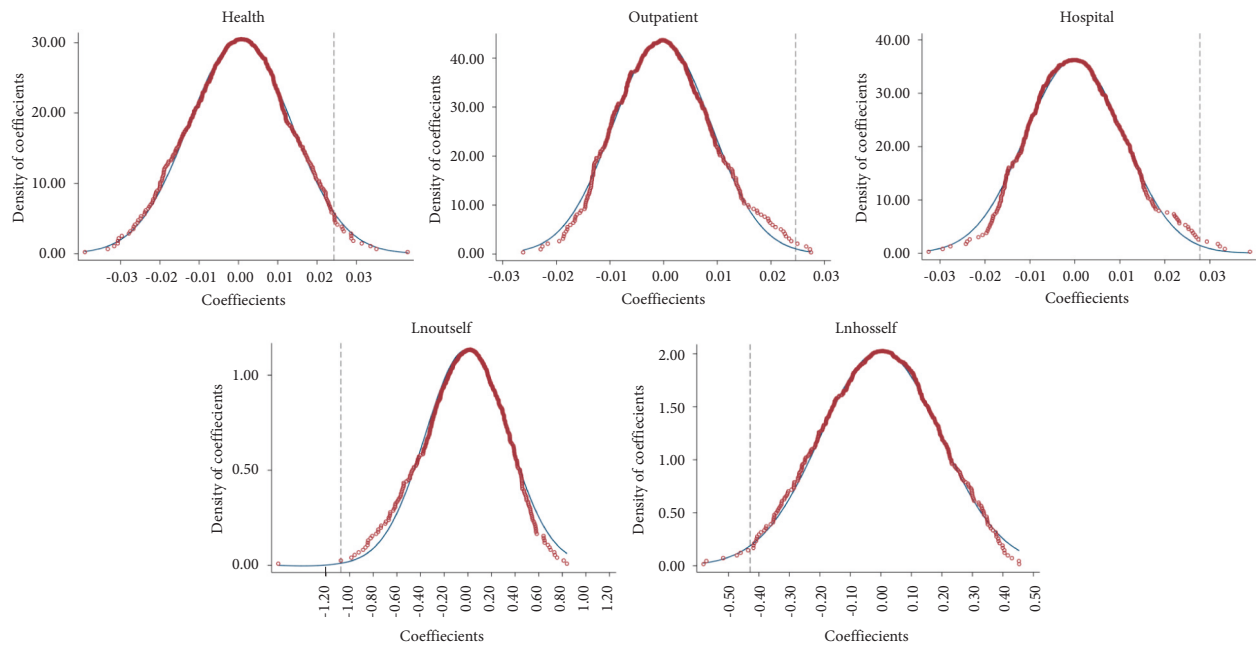 Health
30.00
20.00
10.00
0.00
Density of coeffiecients
-0.03 -0.02 -0.01 0.00 0.01 0.02 0.03
Coeffiecients
Outpatient
40.00
30.00
20.00
10.00
0.00
Density of coeffiecients
-0.03 -0.02 -0.01 0.00 0.01 0.02 0.03
Coeffiecients
Hospital
40.00
30.00
20.00
10.00
0.00
Density of coeffiecients
-0.03 -0.02 -0.01 0.00 0.01 0.02 0.03
Coeffiecients
Lnoutself
1.00
0.50
0.00
Density of coeffiecients
-1.20 -1.00 -0.80 -0.60 -0.40 -0.20 0.00 0.20 0.40 0.60 0.80 1.00 1.20
Coeffiecients
Lnhosself
2.00
1.50
1.00
0.50
0.00
Density of coeffiecients
-0.50 -0.40 -0.30 -0.20 -0.10 0.00 0.10 0.20 0.30 0.40 0.50
Coeffiecients